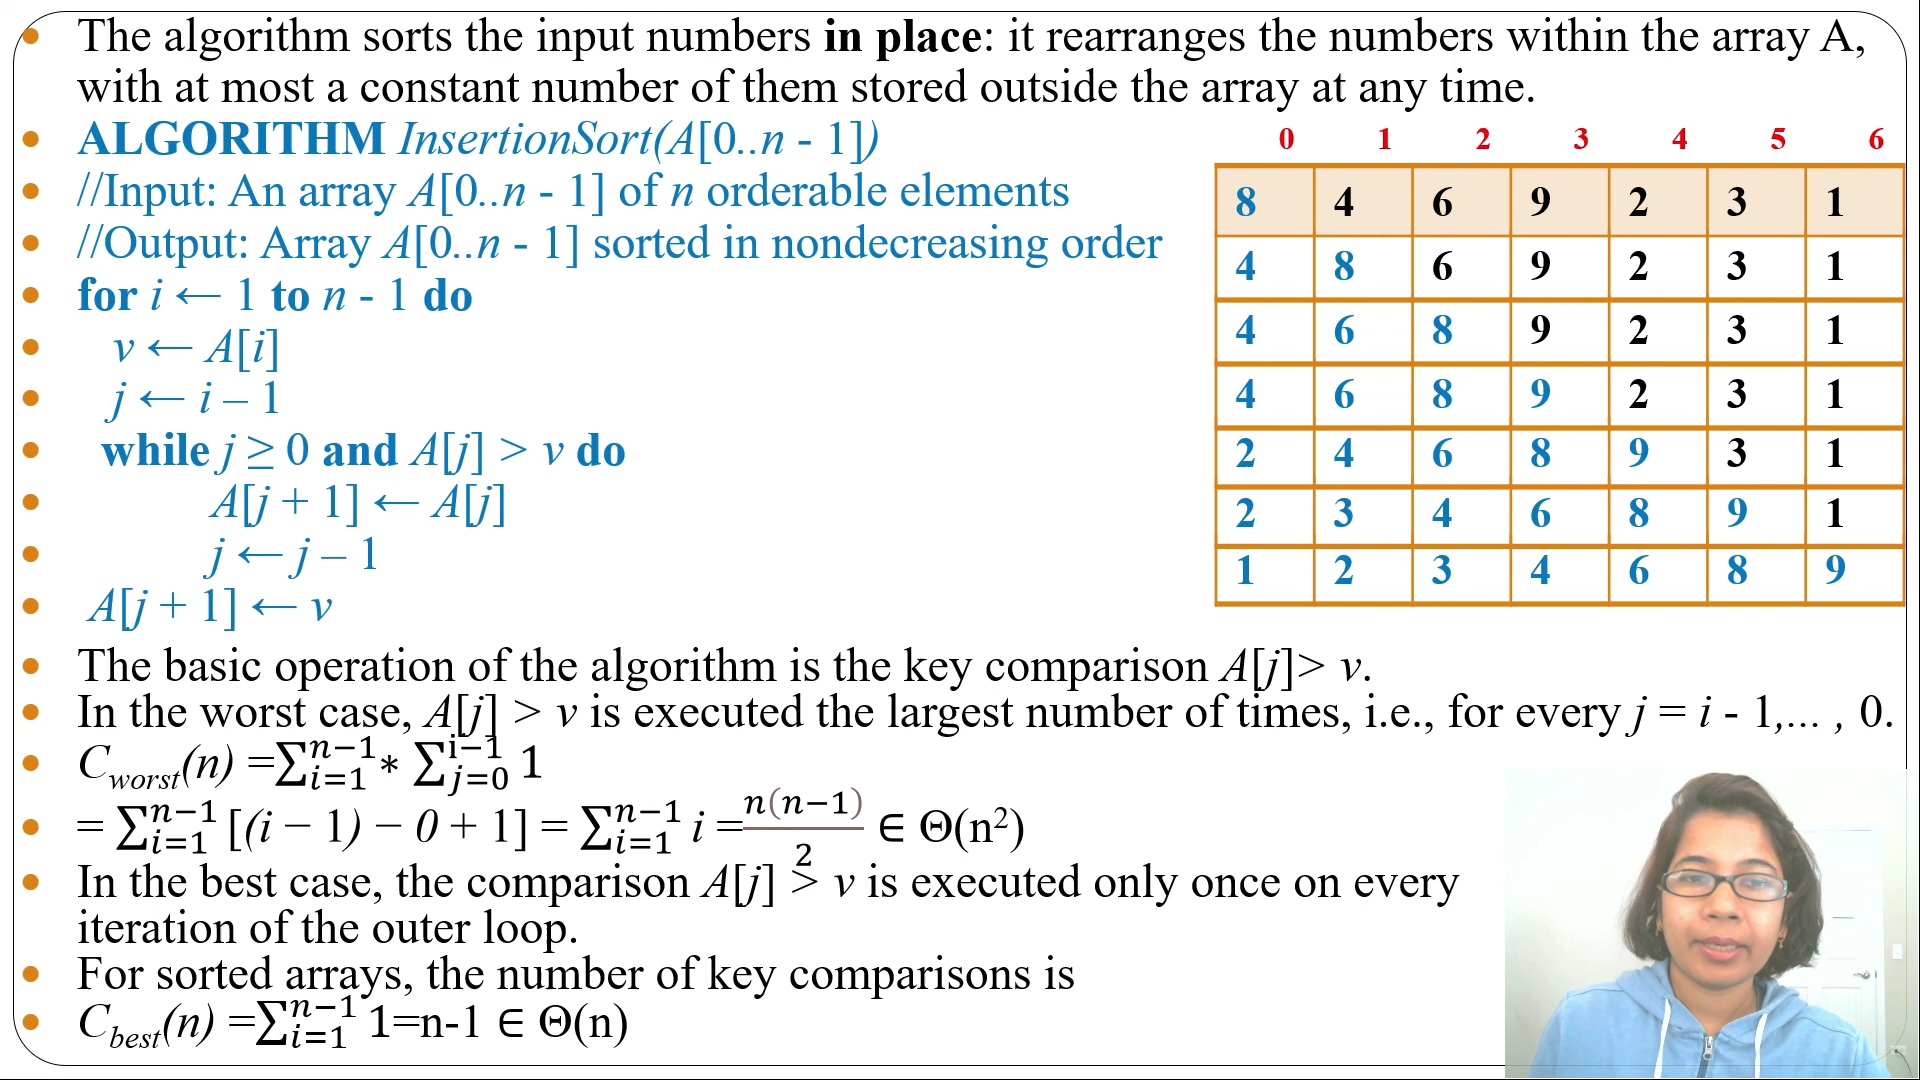 The algorithm sorts the input numbers in place: it rearranges the numbers within the array A,
with at most a constant number of them stored outside the array at any time.
ALGORITHM InsertionSort(A[0..n - 1])
//Input: An array A[0..n - 1] of n orderable elements
//Output: Array A[0..n - 1] sorted in nondecreasing order
for i ← 1 to n - 1 do
v ← A[i]
j ← i – 1
while j ≥ 0 and A[j] > v do
A[j + 1] ← A[j]
j ← j – 1
A[j + 1] ← v
0 1 2 3 4 5 6
8 4 6 9 2 3 1
4 8 6 9 2 3 1
4 6 8 9 2 3 1
4 6 8 9 2 3 1
2 4 6 8 9 3 1
2 3 4 6 8 9 1
1 2 3 4 6 8 9
The basic operation of the algorithm is the key comparison A[j]> v.
In the worst case, A[j] > v is executed the largest number of times, i.e., for every j = i - 1,... , 0.
C_worst(n) =∑_{i=1}^{n−1}∗ ∑_{j=0}^{i−1} 1
= ∑_{i=1}^{n−1} [(i − 1) − 0 + 1] = ∑_{i=1}^{n−1} i =n(n−1)/2 ∈ Θ(n²)
In the best case, the comparison A[j] > v is executed only once on every
iteration of the outer loop.
For sorted arrays, the number of key comparisons is
C_best(n) =∑_{i=1}^{n−1} 1=n-1 ∈ Θ(n)